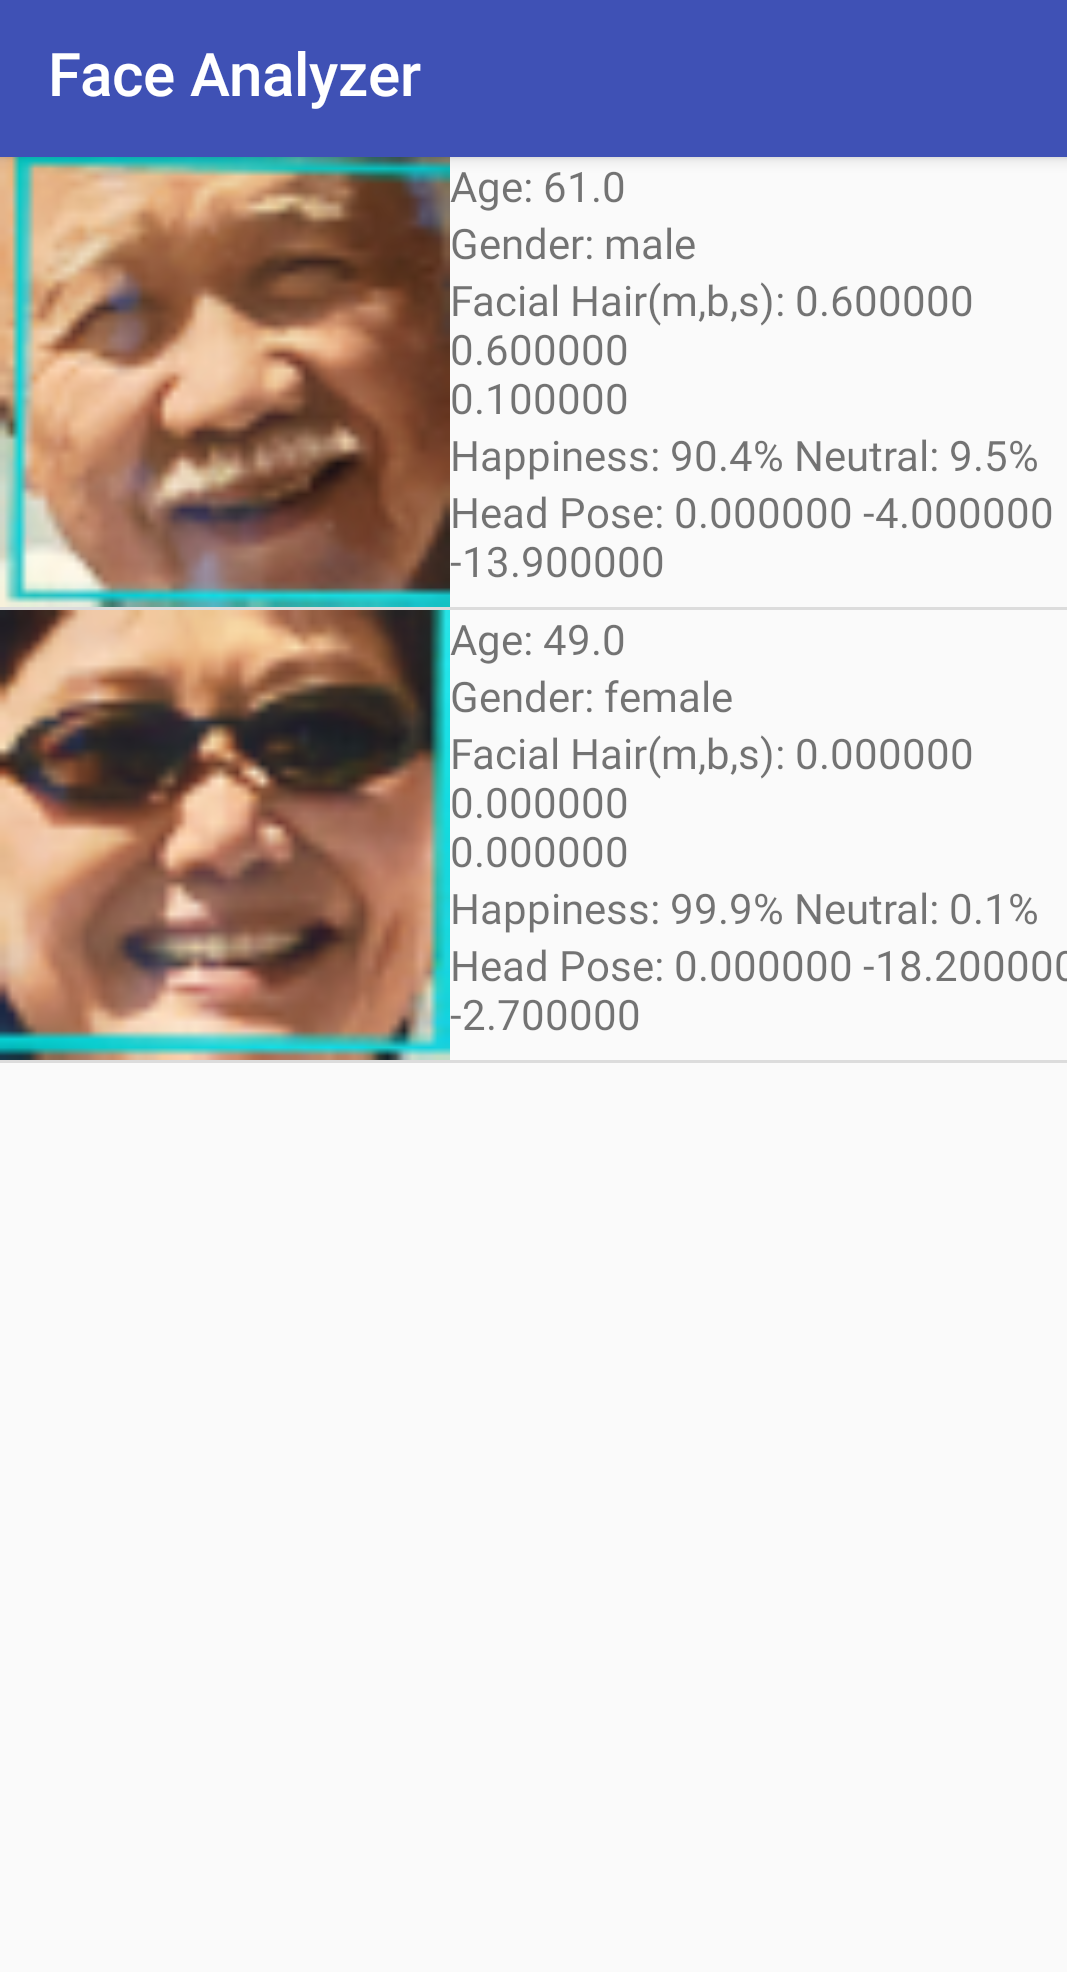 Face Analyzer
Age: 61.0
Gender: male
Facial Hair(m,b,s): 0.600000
0.600000
0.100000
Happiness: 90.4% Neutral: 9.5%
Head Pose: 0.000000 -4.000000
-13.900000
Age: 49.0
Gender: female
Facial Hair(m,b,s): 0.000000
0.000000
0.000000
Happiness: 99.9% Neutral: 0.1%
Head Pose: 0.000000 -18.200000
-2.700000